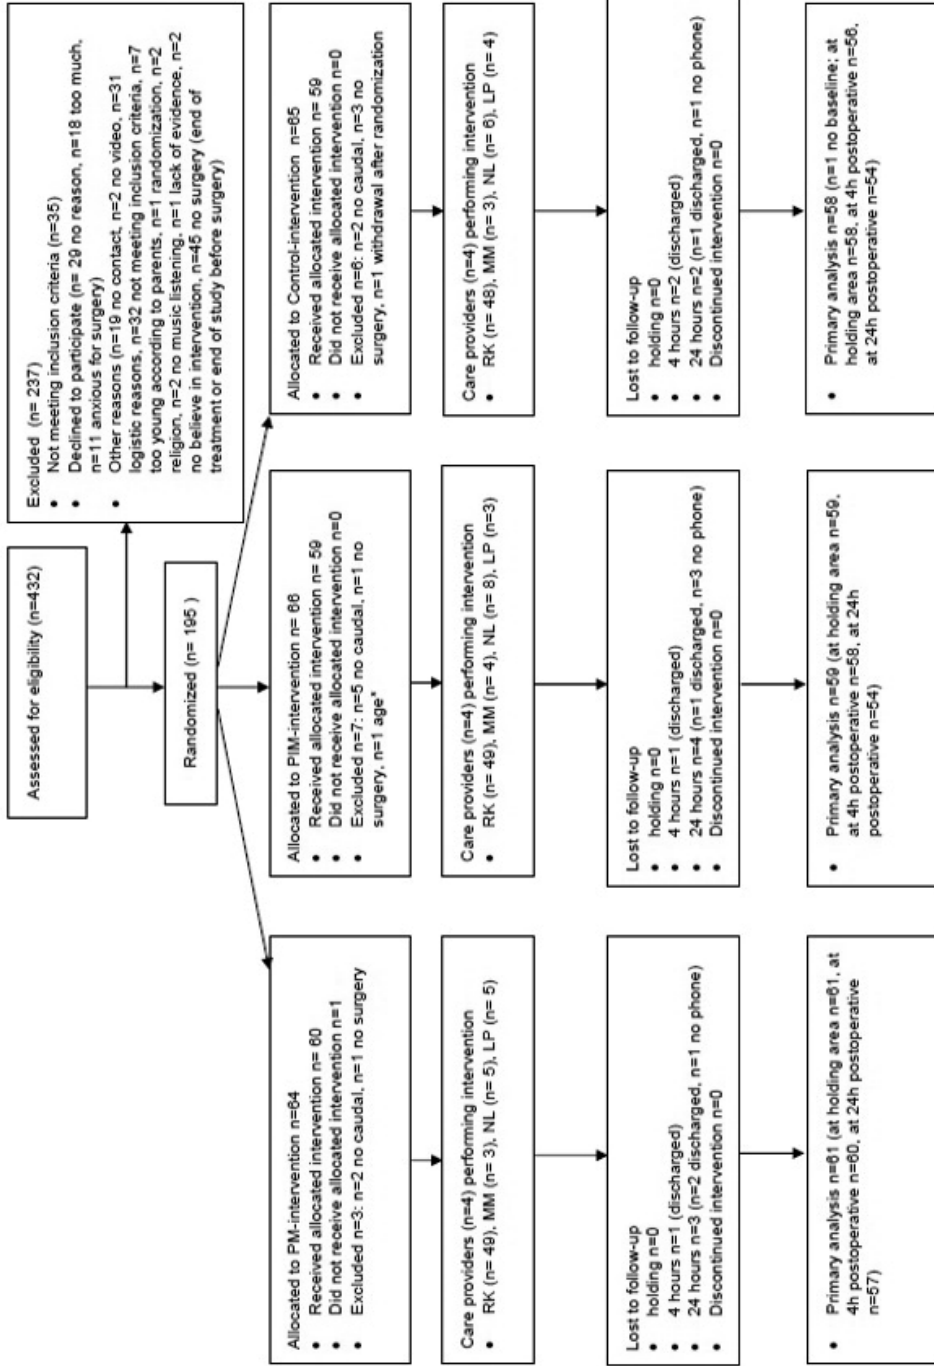 Assessed for eligibility (n=432)
Excluded (n= 237)
• Not meeting inclusion criteria (n=35)
• Declined to participate (n= 29 no reason, n=18 too much,
n=11 anxious for surgery)
• Other reasons (n=19 no contact, n=2 no video, n=31
logistic reasons, n=32 not meeting inclusion criteria, n=7
too young according to parents, n=1 randomization, n=2
religion, n=2 no music listening, n=1 lack of evidence, n=2
no believe in intervention, n=45 no surgery (end of
treatment or end of study before surgery)
Randomized (n= 195 )
Allocated to PM-intervention n=64
• Received allocated intervention n= 60
• Did not receive allocated intervention n=1
• Excluded n=3: n=2 no caudal, n=1 no surgery
Care providers (n=4) performing intervention
• RK (n= 49), MM (n= 3), NL (n= 5), LP (n= 5)
Lost to follow-up
• holding n=0
• 4 hours n=1 (discharged)
• 24 hours n=3 (n=2 discharged, n=1 no phone)
• Discontinued intervention n=0
• Primary analysis n=61 (at holding area n=61, at
4h postoperative n=60, at 24h postoperative
n=57)
Allocated to PIM-intervention n= 66
• Received allocated intervention n= 59
• Did not receive allocated intervention n=0
• Excluded n=7: n=5 no caudal, n=1 no
surgery, n=1 age*
Care providers (n=4) performing intervention
• RK (n= 49), MM (n= 4), NL (n= 8), LP (n=3)
Lost to follow-up
• holding n=0
• 4 hours n=1 (discharged)
• 24 hours n=4 (n=1 discharged, n=3 no phone)
• Discontinued intervention n=0
• Primary analysis n=59 (at holding area n=59,
at 4h postoperative n=58, at 24h
postoperative n=54)
Allocated to Control-intervention n=65
• Received allocated intervention n= 59
• Did not receive allocated intervention n=0
• Excluded n=6: n=2 no caudal, n=3 no
surgery, n=1 withdrawal after randomization
Care providers (n=4) performing intervention
• RK (n= 48), MM (n= 3), NL (n= 6), LP (n= 4)
Lost to follow-up
• holding n=0
• 4 hours n=2 (discharged)
• 24 hours n=2 (n=1 discharged, n=1 no phone)
• Discontinued intervention n=0
• Primary analysis n=58 (n=1 no baseline; at
holding area n=58, at 4h postoperative n=56,
at 24h postoperative n=54)